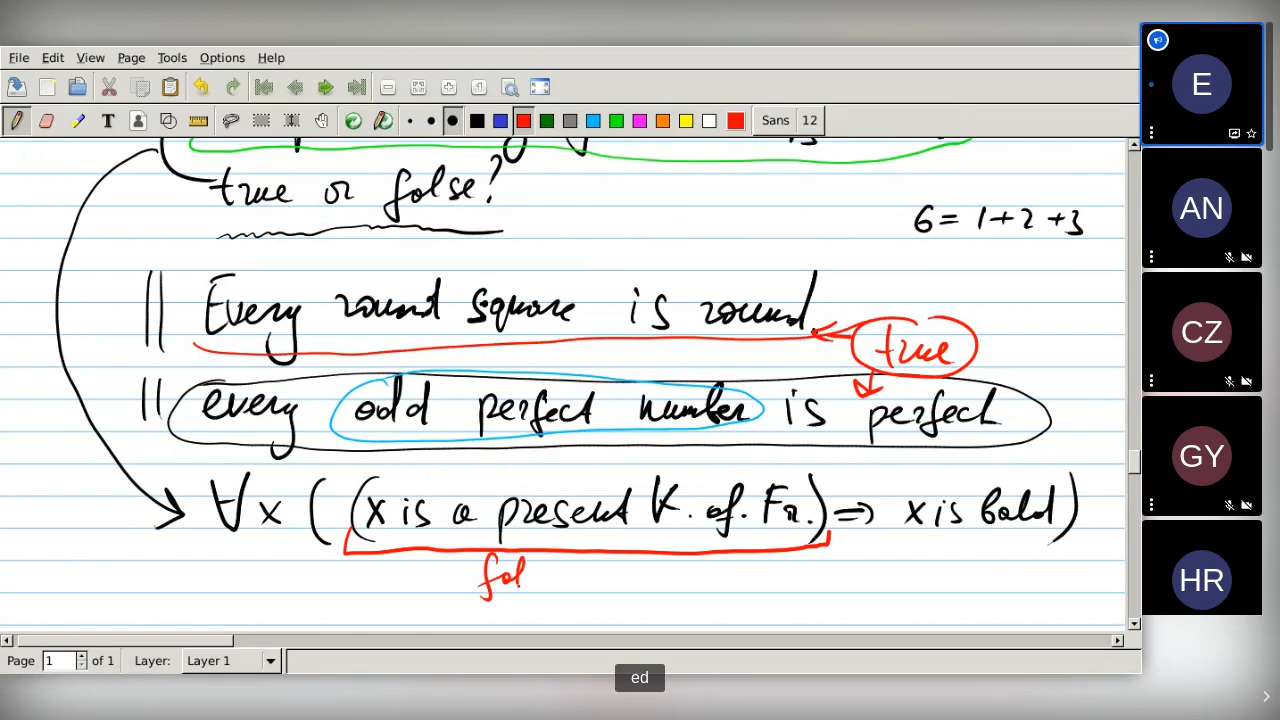 File Edit View Page Tools Options Help
Sans 12
true or false?
6 = 1 + 2 + 3
Every round square is round.
true
every odd perfect number is perfect
∀x ((x is a present K. of. Fr.) ⇒ x is bald)
fal
Page 1 of 1 Layer: Layer 1
ed
E
AN
CZ
GY
HR